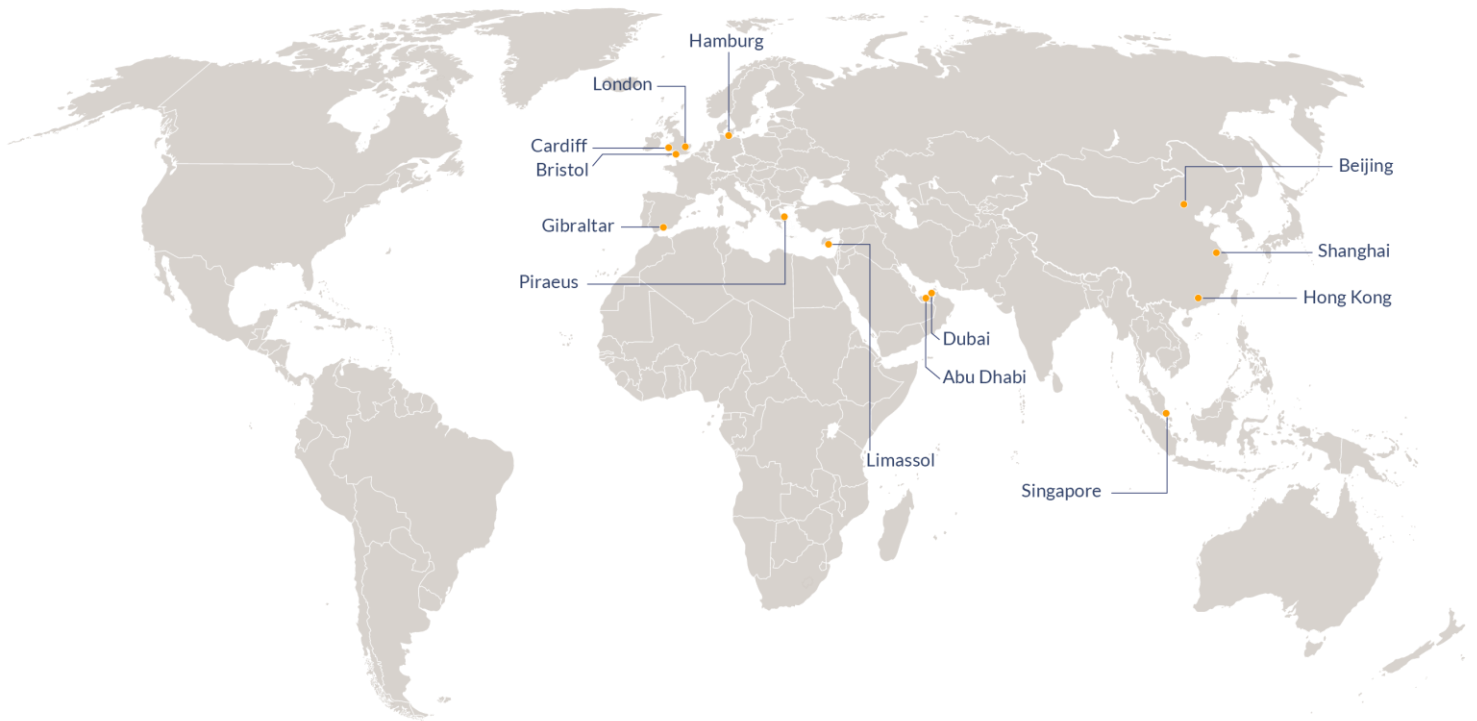 Hamburg
London
Cardiff
Bristol
Beijing
Gibraltar
Shanghai
Piraeus
Hong Kong
Dubai
Abu Dhabi
Limassol
Singapore